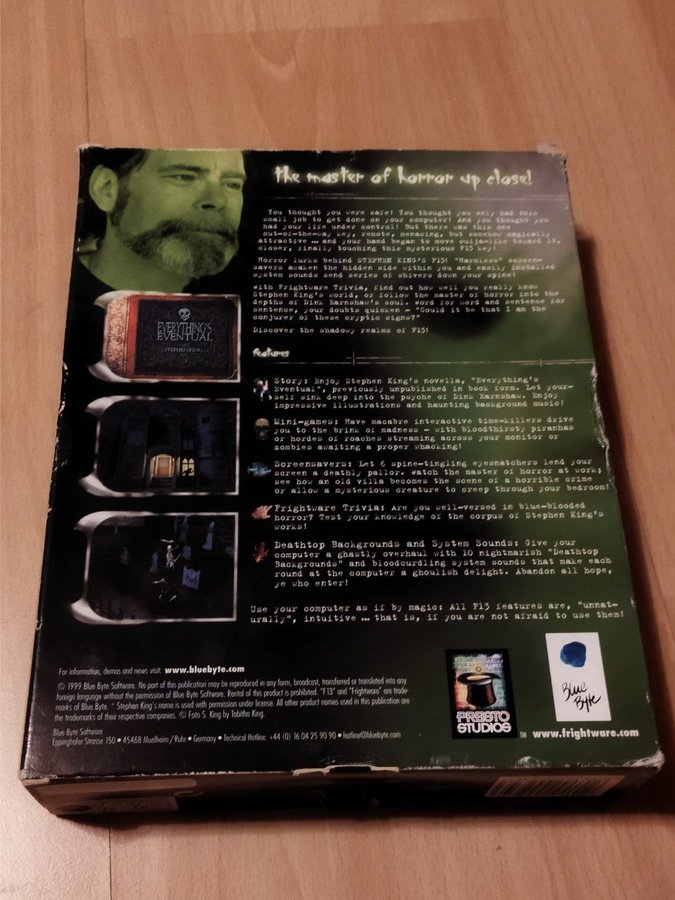 the master of horror up close!
You thought you were safe! You thought you only had this
small job to get done on your computer! And you thought you
had your life under control! But there was this one
out-of-the-way key, remote, menacing, but somehow magically
attractive ... and your hand began to move ouija-like toward it,
closer, finally touching this mysterious F13 key!
Horror lurks behind STEPHEN KING'S F13! "Harmless" screen-
savers awaken the hidden side within you and easily installed
system sounds send series of shivers down your spine!
With Frightware Trivia, find out how well you really know
Stephen King's world, or follow the master of horror into the
depths of Dink Earnshaw's soul. Word for word and sentence for
sentence, your doubts quicken - "Could it be that I am the
conjurer of these cryptic signs?"
Discover the shadowy realms of F13!
EVERYTHING'S
EVENTUAL
STEPHEN KING
features
Story: Enjoy Stephen King's novella, "Everything's
Eventual", previously unpublished in book form. Let your-
self sink deep into the psyche of Dink Earnshaw. Enjoy
impressive illustrations and haunting background music!
Mini-games: Have macabre interactive time-killers drive
you to the brink of madness - with bloodthirsty piranhas
or hordes of roaches streaming across your monitor or
zombies awaiting a proper whacking!
Screensavers: Let 6 spine-tingling eyesnatchers lend your
screen a deathly pallor. Watch the master of horror at work;
see how an old villa becomes the scene of a horrible crime
or allow a mysterious creature to creep through your bedroom!
Frightware Trivia: Are you well-versed in blue-blooded
horror? Test your knowledge of the corpus of Stephen King's
works!
Deathtop Backgrounds and System Sounds: Give your
computer a ghastly overhaul with 10 nightmarish "Deathtop
Backgrounds" and bloodcurdling system sounds that make each
round at the computer a ghoulish delight. Abandon all hope,
ye who enter!
Use your computer as if by magic: All F13 features are, "unnat-
urally", intuitive ... that is, if you are not afraid to use them!
For information, demos and news visit: www.bluebyte.com
© 1999 Blue Byte Software. No part of this publication may be reproduced in any form, broadcast, transferred or translated into any
foreign language without the permission of Blue Byte Software. Rental of this product is prohibited. "F13" and "Frightware" are trade-
marks of Blue Byte. * Stephen King's name is used with permission under license. All other product names used in this publication are
the trademarks of their respective companies. © Foto S. King by Tabitha King.
Blue Byte Software
Eppinghofer Strasse 150 • 45468 Muelheim / Ruhr • Germany • Technical Hotline: +44 (0) 16 04 25 90 90 • hotline@bluebyte.com
PRESTO
STUDIOS
TM
Blue
Byte
www.frightware.com